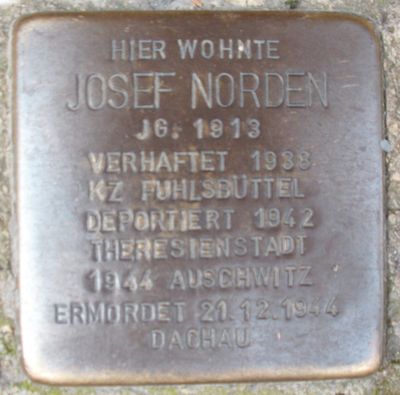 HIER WOHNTE
JOSEF NORDEN
JG. 1913
VERHAFTET 1938
KZ FUHLSBÜTTEL
DEPORTIERT 1942
THERESIENSTADT
1944 AUSCHWITZ
ERMORDET 21.12.1944
DACHAU